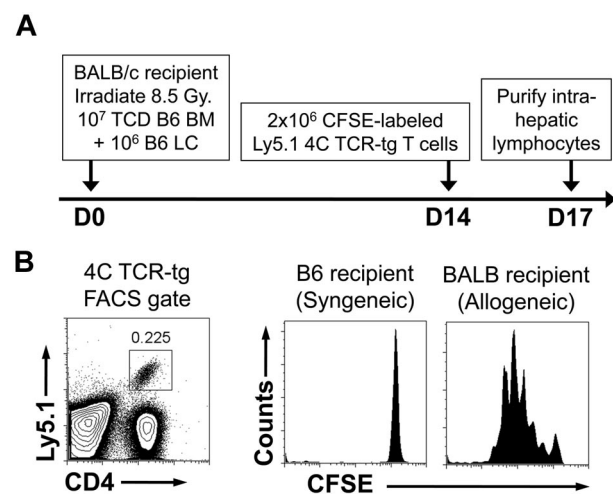 A
BALB/c recipient
Irradiate 8.5 Gy.
10⁷ TCD B6 BM
+ 10⁶ B6 LC
2x10⁶ CFSE-labeled
Ly5.1 4C TCR-tg T cells
Purify intra-
hepatic
lymphocytes
D0
D14
D17
B
4C TCR-tg
FACS gate
0.225
Ly5.1
CD4
B6 recipient
(Syngeneic)
BALB recipient
(Allogeneic)
Counts
CFSE